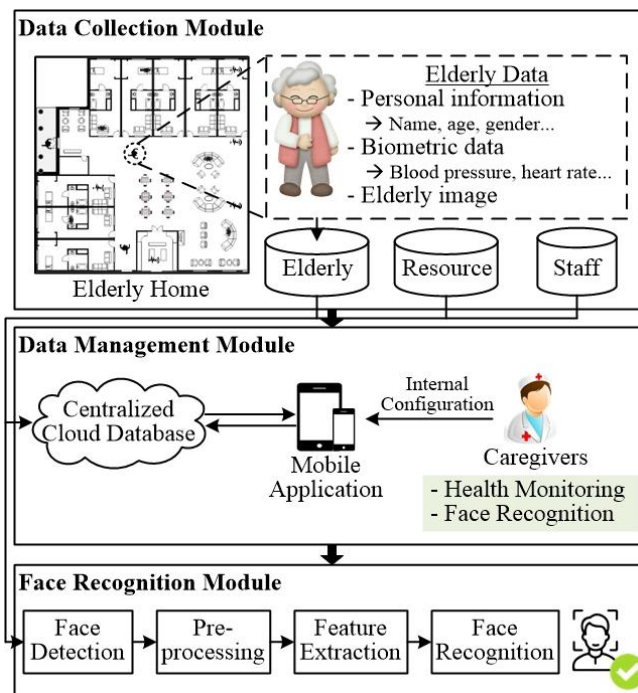 Data Collection Module
Elderly Data
- Personal information
→ Name, age, gender...
- Biometric data
→ Blood pressure, heart rate...
- Elderly image
Elderly Home
Elderly
Resource
Staff
Data Management Module
Centralized
Cloud Database
Mobile
Application
Internal
Configuration
Caregivers
- Health Monitoring
- Face Recognition
Face Recognition Module
Face
Detection
Pre-
processing
Feature
Extraction
Face
Recognition